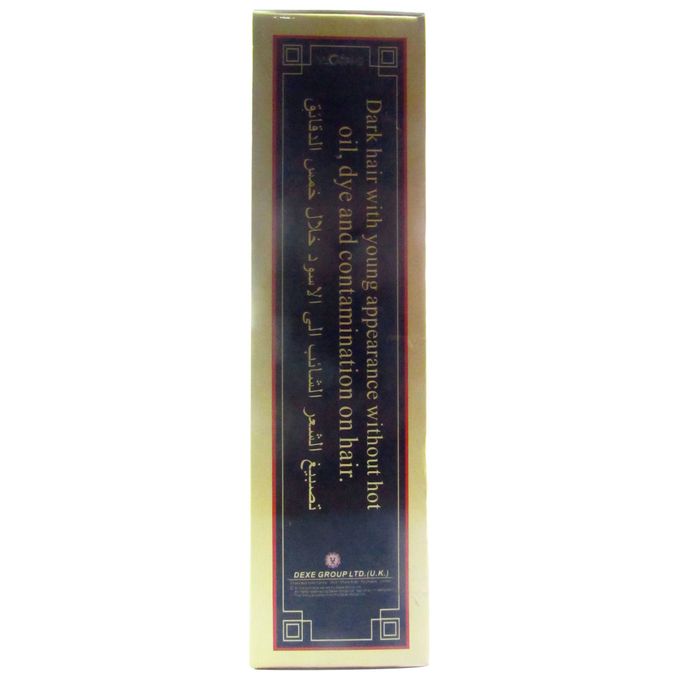 Dark hair with young appearance without hot
oil, dye and contamination on hair.
تصبيغ الشعر الشائب الى الاسود خلال خمس الدقائق
DEXE GROUP LTD.(U.K.)